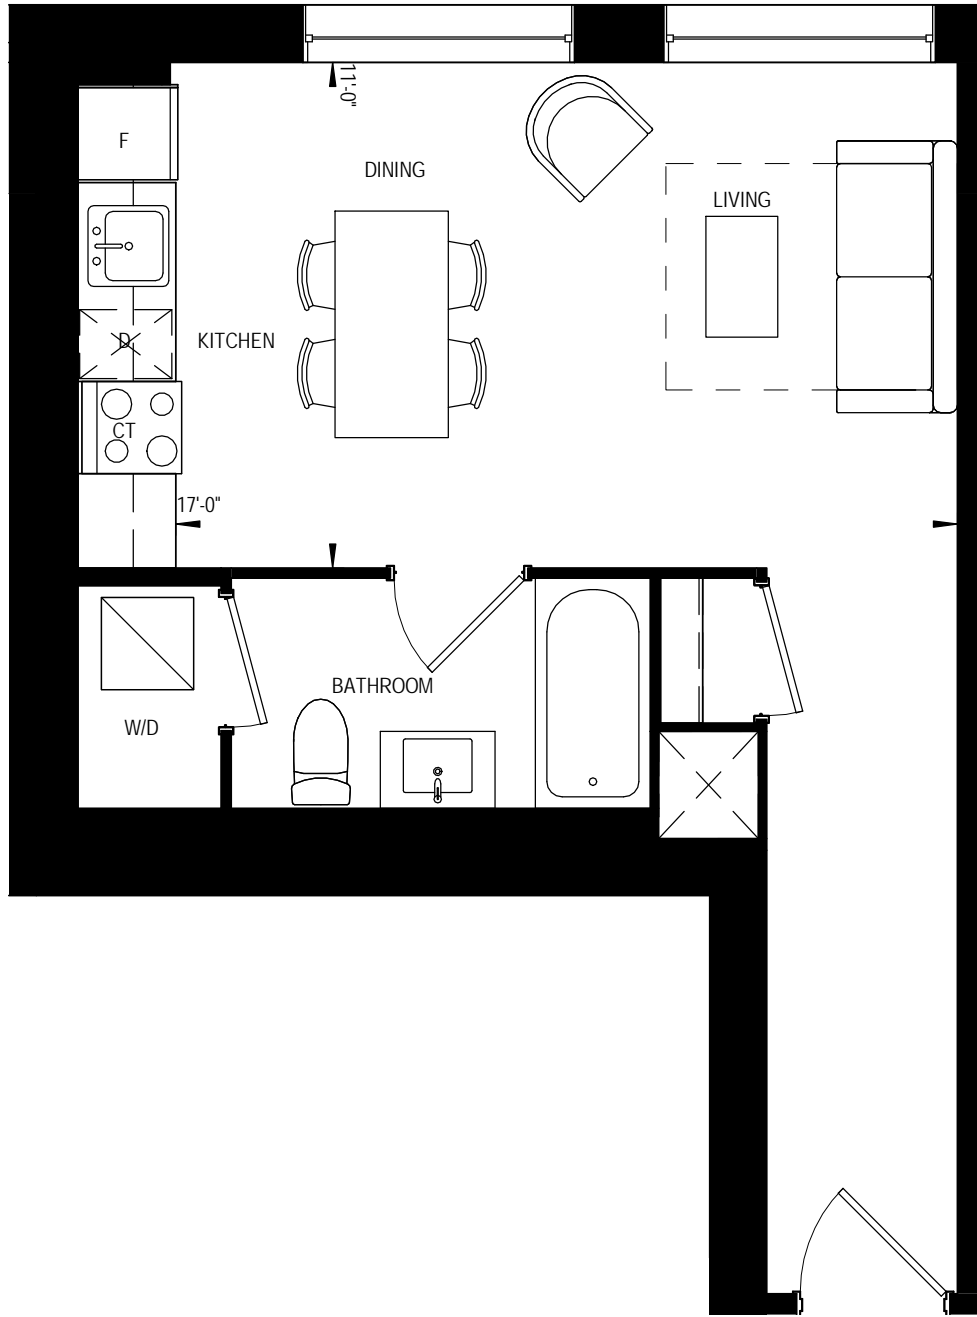 11'-0"
F
DINING
LIVING
D
KITCHEN
CT
17'-0"
BATHROOM
W/D